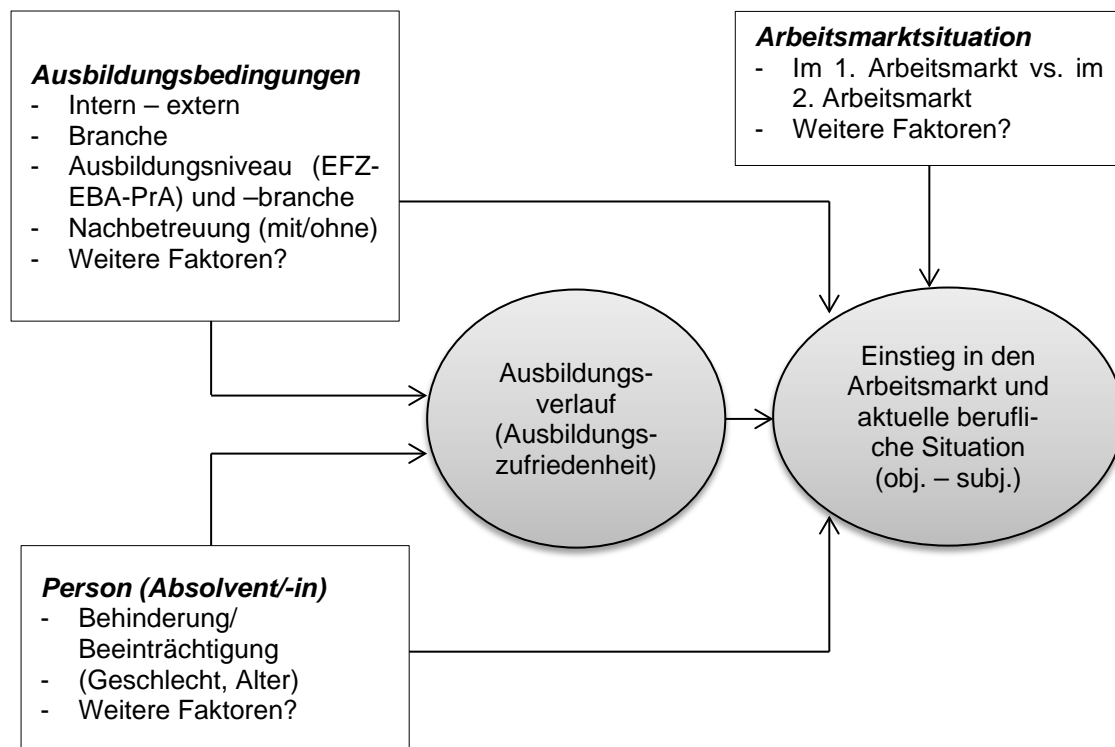 Ausbildungsbedingungen
- Intern – extern
- Branche
- Ausbildungsniveau (EFZ-
EBA-PrA) und –branche
- Nachbetreuung (mit/ohne)
- Weitere Faktoren?
Arbeitsmarktsituation
- Im 1. Arbeitsmarkt vs. im
2. Arbeitsmarkt
- Weitere Faktoren?
Ausbildungs-
verlauf
(Ausbildungs-
zufriedenheit)
Einstieg in den
Arbeitsmarkt und
aktuelle berufli-
che Situation
(obj. – subj.)
Person (Absolvent/-in)
- Behinderung/
Beeinträchtigung
- (Geschlecht, Alter)
- Weitere Faktoren?